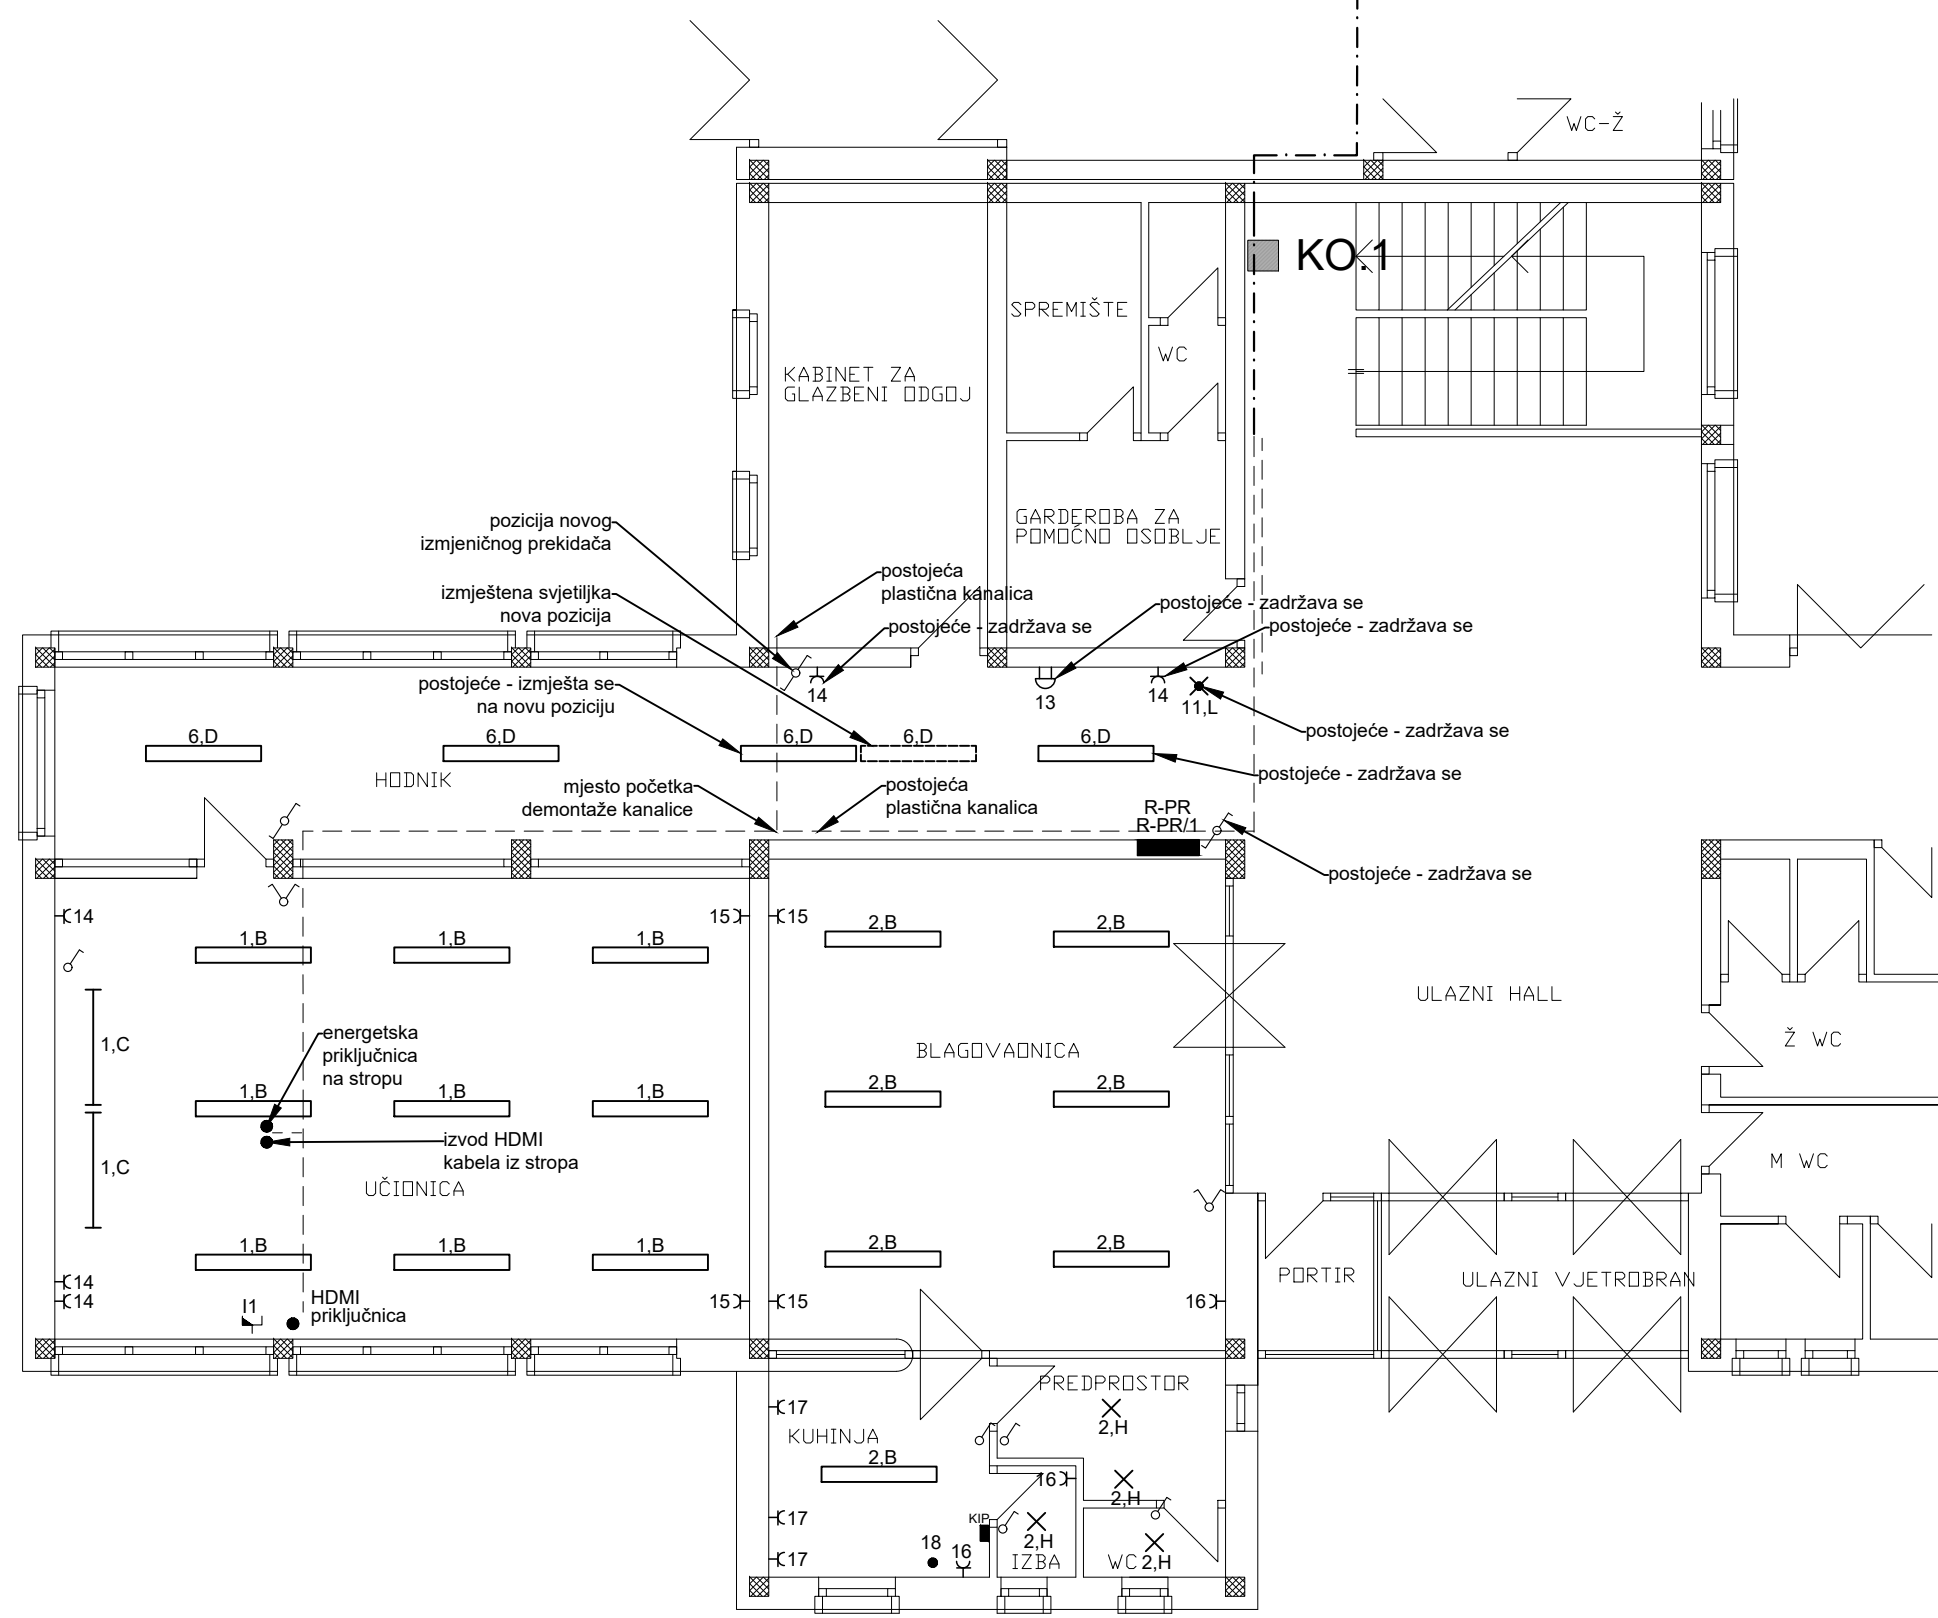 WC-Ž
KO.1
SPREMIŠTE
WC
KABINET ZA
GLAZBENI ODGOJ
GARDEROBA ZA
POMOĆNO OSOBLJE
pozicija novog
izmjeničnog prekidača
izmještena svjetiljka
nova pozicija
postojeća
plastična kanalica
postojeće - zadržava se
postojeće - zadržava se
postojeće - zadržava se
postojeće - izmješta se
na novu poziciju
14
13
14
11,L
postojeće - zadržava se
6,D
6,D
6,D
6,D
6,D
postojeće - zadržava se
HODNIK
mjesto početka
demontaže kanalice
postojeća
plastična kanalica
R-PR
R-PR/1
postojeće - zadržava se
14
15
15
1,B
1,B
1,B
2,B
2,B
ULAZNI HALL
1,C
energetska
priključnica
na stropu
BLAGOVAONICA
Ž WC
1,B
1,B
1,B
2,B
2,B
izvod HDMI
kabela iz stropa
1,C
M WC
UČIONICA
1,B
1,B
1,B
2,B
2,B
PORTIR
ULAZNI VJETROBRAN
14
14
I1
HDMI
priključnica
15
15
16
PREDPROSTOR
17
2,H
KUHINJA
2,B
16
2,H
17
KIP
2,H
18
16
17
IZBA
WC
2,H